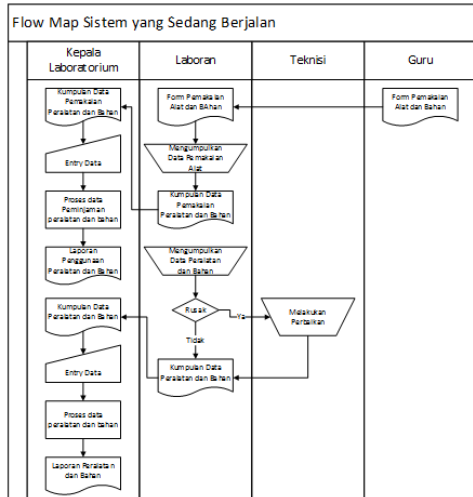 Flow Map Sistem yang Sedang Berjalan
Kepala
Laboratorium
Laboran
Teknisi
Guru
Kumpulan Data
Pemakaian
Peralatan dan Bahan
Form Pemakaian
Alat dan BAhan
Form Pemakaian
Alat dan Bahan
Entry Data
Mengumpulkan
Data Pemakaian
Alat
Proses data
Peminjaman
peralatan dan bahan
Kumpulan Data
Pemakaian
Peralatan dan Bahan
Laporan
Penggunaan
Peralatan dan Bahan
Mengumpulkan
Data Peralatan
dan Bahan
Kumpulan Data
Peralatan dan Bahan
Rusak
Ya
Melakukan
Perbaikan
Tidak
Entry Data
Kumpulan Data
Peralatan dan Bahan
Proses data
peralatan dan bahan
Laporan Peralatan
dan Bahan